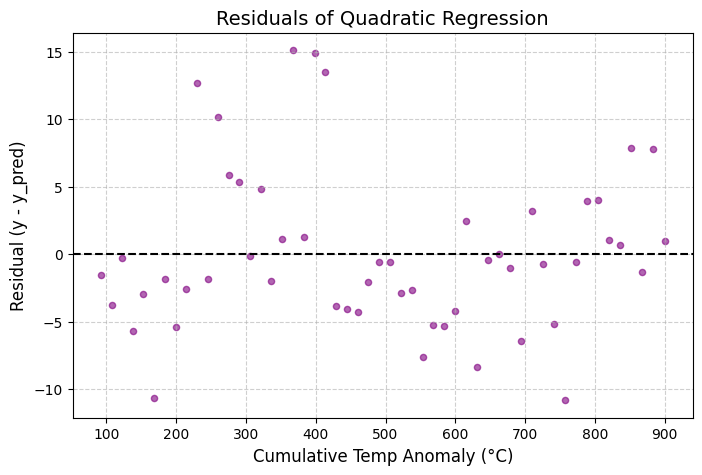 Residuals of Quadratic Regression
Residual (y - y_pred)
15
10
5
0
−5
−10
100 200 300 400 500 600 700 800 900
Cumulative Temp Anomaly (°C)